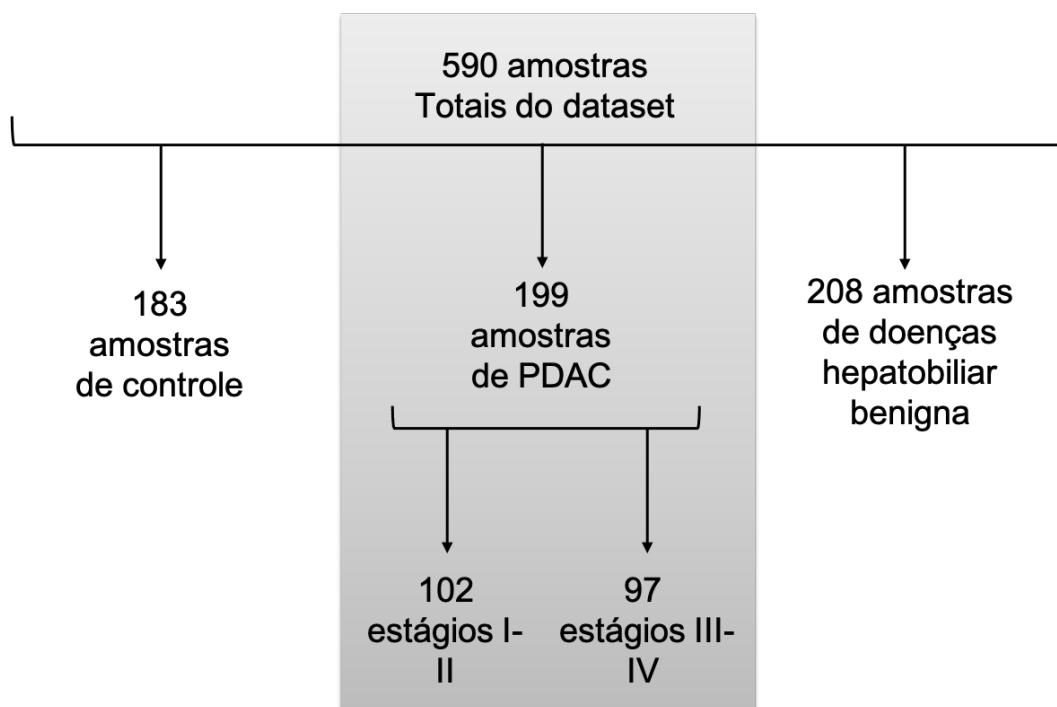 590 amostras
Totais do dataset
183
amostras
de controle
199
amostras
de PDAC
208 amostras
de doenças
hepatobiliar
benigna
102
estágios I-
II
97
estágios III-
IV